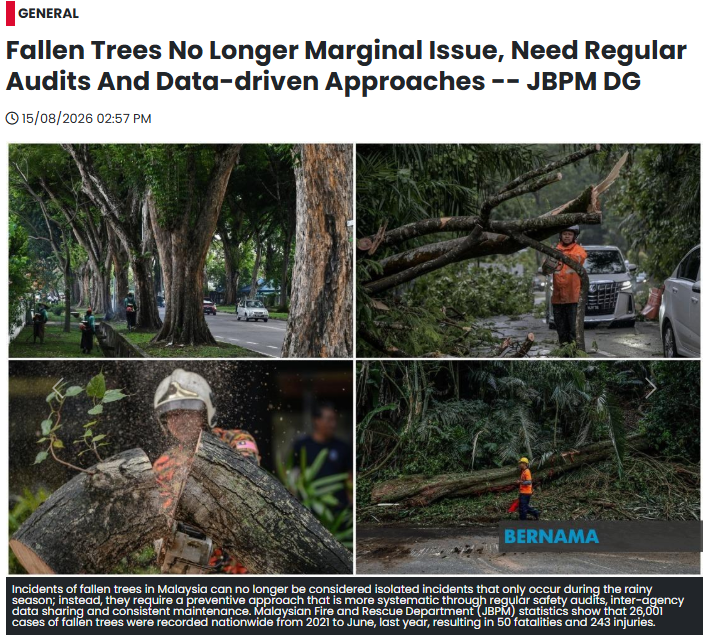 GENERAL
Fallen Trees No Longer Marginal Issue, Need Regular
Audits And Data-driven Approaches -- JBPM DG
15/08/2026 02:57 PM
BERNAMA
Incidents of fallen trees in Malaysia can no longer be considered isolated incidents that only occur during the rainy
season; instead, they require a preventive approach that is more systematic through regular safety audits, inter-agency
data sharing and consistent maintenance. Malaysian Fire and Rescue Department (JBPM) statistics show that 26,001
cases of fallen trees were recorded nationwide from 2021 to June, last year, resulting in 50 fatalities and 243 injuries.